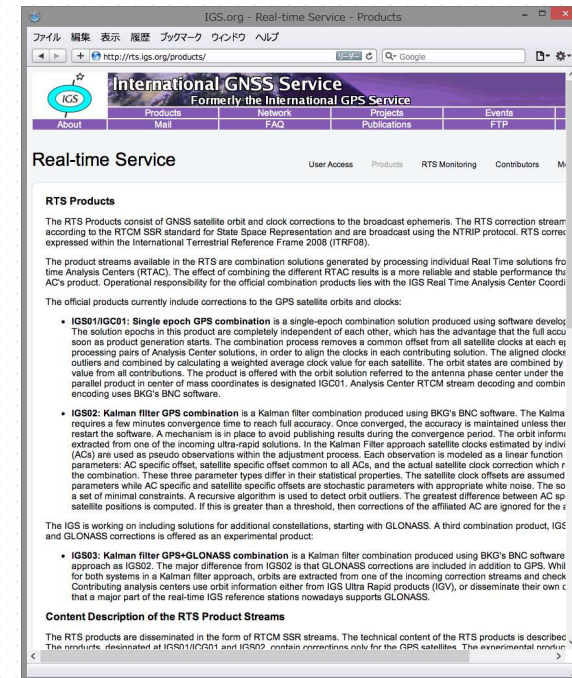 IGS.org - Real-time Service - Products
ファイル 編集 表示 履歴 ブックマーク ウィンドウ ヘルプ
http://rts.igs.org/products/ リーダー Google
IGS
International GNSS Service
Formerly the International GPS Service
Products Network Projects Events
About Mail FAQ Publications FTP
Real-time Service
User Access Products RTS Monitoring Contributors
RTS Products
The RTS Products consist of GNSS satellite orbit and clock corrections to the broadcast ephemeris. The RTS correction stream
according to the RTCM SSR standard for State Space Representation and are broadcast using the NTRIP protocol. RTS correc
expressed within the International Terrestrial Reference Frame 2008 (ITRF08).
The product streams available in the RTS are combination solutions generated by processing individual Real Time solutions fro
time Analysis Centers (RTAC). The effect of combining the different RTAC results is a more reliable and stable performance tha
AC's product. Operational responsibility for the official combination products lies with the IGS Real Time Analysis Center Coordi
The official products currently include corrections to the GPS satellite orbits and clocks:
• IGS01/IGC01: Single epoch GPS combination is a single-epoch combination solution produced using software develop
The solution epochs in this product are completely independent of each other, which has the advantage that the full accu
soon as product generation starts. The combination process removes a common offset from all satellite clocks at each ep
processing pairs of Analysis Center solutions, in order to align the clocks in each contributing solution. The aligned clocks
outliers and combined by calculating a weighted average clock value for each satellite. The orbit states are combined by
value from all contributions. The product is offered with the orbit solution referred to the antenna phase center under the
parallel product in center of mass coordinates is designated IGC01. Analysis Center RTCM stream decoding and combin
encoding uses BKG's BNC software.
• IGS02: Kalman filter GPS combination is a Kalman filter combination produced using BKG's BNC software. The Kalma
requires a few minutes convergence time to reach full accuracy. Once converged, the accuracy is maintained unless ther
restart the software. A mechanism is in place to avoid publishing results during the convergence period. The orbit informa
extracted from one of the incoming ultra-rapid solutions. In the Kalman Filter approach satellite clocks estimated by indivi
(ACs) are used as pseudo observations within the adjustment process. Each observation is modeled as a linear function
parameters: AC specific offset, satellite specific offset common to all ACs, and the actual satellite clock correction which r
the combination. These three parameter types differ in their statistical properties. The satellite clock offsets are assumed
parameters while AC specific and satellite specific offsets are stochastic parameters with appropriate white noise. The so
a set of minimal constraints. A recursive algorithm is used to detect orbit outliers. The greatest difference between AC sp
satellite positions is computed. If this is greater than a threshold, then corrections of the affiliated AC are ignored for the a
The IGS is working on including solutions for additional constellations, starting with GLONASS. A third combination product, IGS
and GLONASS corrections is offered as an experimental product:
• IGS03: Kalman filter GPS+GLONASS combination is a Kalman filter combination produced using BKG's BNC software
approach as IGS02. The major difference from IGS02 is that GLONASS corrections are included in addition to GPS. Whil
for both systems in a Kalman filter approach, orbits are extracted from one of the incoming correction streams and check
Contributing analysis centers use orbit information either from IGS Ultra Rapid products (IGV), or disseminate their own c
that a major part of the real-time IGS reference stations nowadays supports GLONASS.
Content Description of the RTS Product Streams
The RTS products are disseminated in the form of RTCM SSR streams. The technical content of the RTS products is described
The products, designated at IGS01/IGC01 and IGS02, contain corrections only for the GPS satellites. The experimental produc